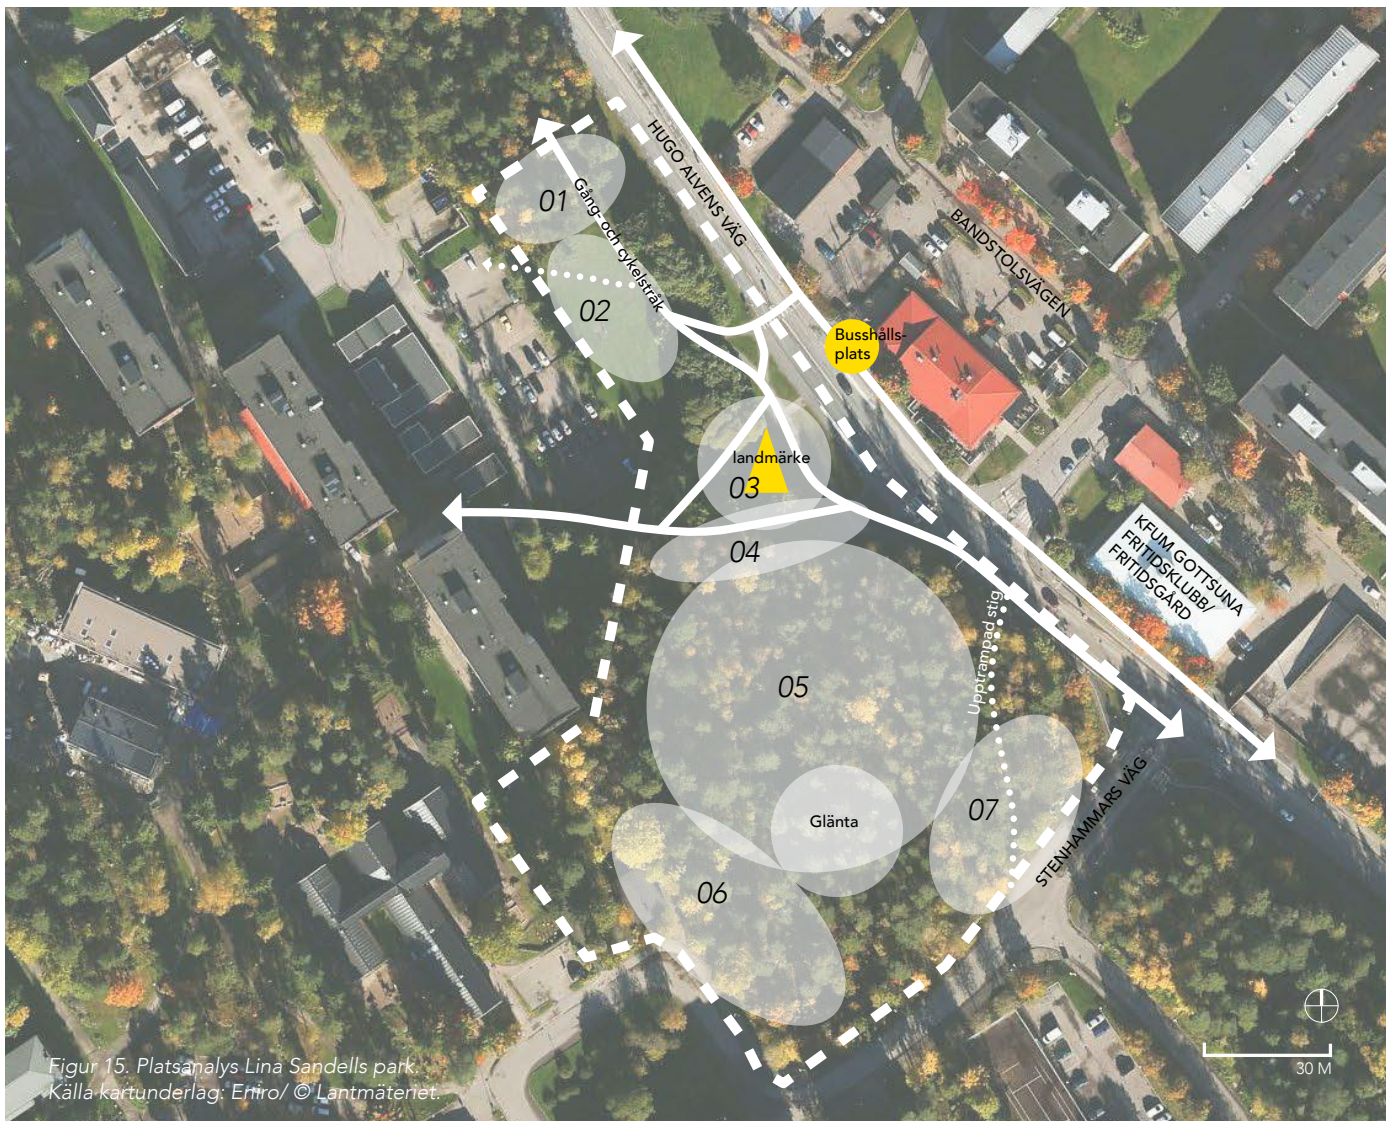 HUGO ALVENS VÄG
01
Gång- och cykelstråk
BANDSTOLSVÄGEN
02
Busshålls-
plats
landmärke
03
04
KFUM GOTTSUNA
FRITIDSKLUBB/
FRITIDSGÅRD
Upptrampad stig
05
07
Glänta
STENHAMMARS VÄG
06
30 M
Figur 15. Platsanalys Lina Sandells park.
Källa kartunderlag: Eniro/ © Lantmäteriet.